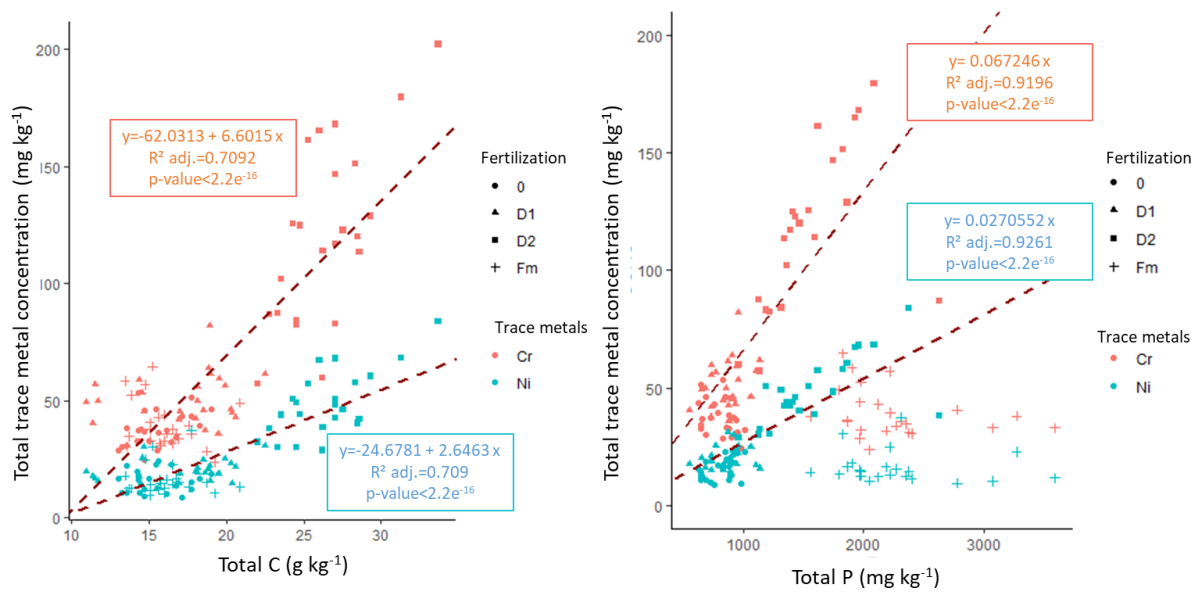 Total trace metal concentration (mg kg-1)
200
150
100
50
0
10
15
20
25
30
Total C (g kg-1)
y=-62.0313 + 6.6015 x
R² adj.=0.7092
p-value<2.2e-16
y=-24.6781 + 2.6463 x
R² adj.=0.709
p-value<2.2e-16
Fertilization
0
D1
D2
Fm
Trace metals
Cr
Ni
Total trace metal concentration (mg kg-1)
200
150
100
50
0
1000
2000
3000
Total P (mg kg-1)
y= 0.067246 x
R² adj.=0.9196
p-value<2.2e-16
y= 0.0270552 x
R² adj.=0.9261
p-value<2.2e-16
Fertilization
0
D1
D2
Fm
Trace metals
Cr
Ni